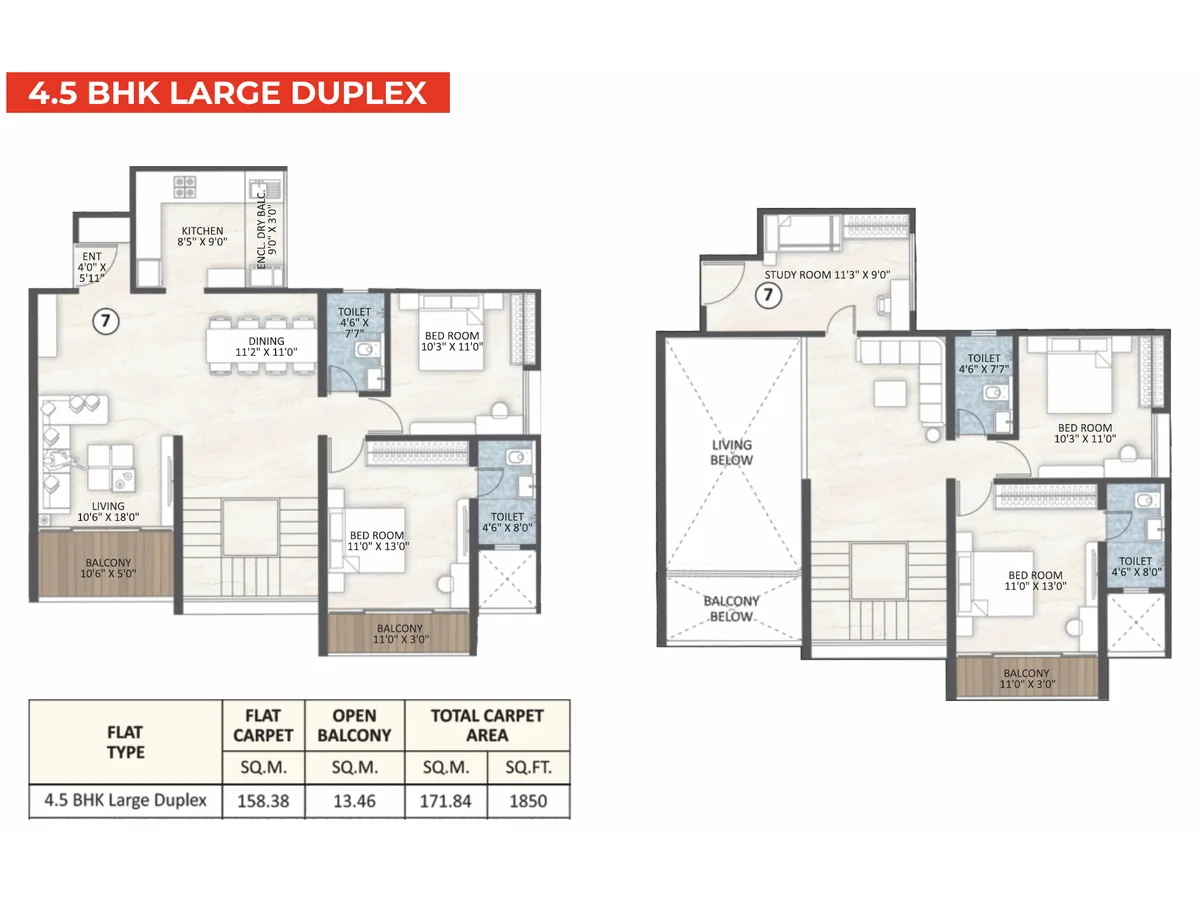 4.5 BHK LARGE DUPLEX
KITCHEN
8'5" X 9'0"
ENCL. DRY BALC.
9'0" X 3'0"
ENT
4'0" X
5'11"
7
DINING
11'2" X 11'0"
TOILET
4'6" X
7'7"
BED ROOM
10'3" X 11'0"
LIVING
10'6" X 18'0"
BALCONY
10'6" X 5'0"
BED ROOM
11'0" X 13'0"
TOILET
4'6" X 8'0"
BALCONY
11'0" X 3'0"
STUDY ROOM 11'3" X 9'0"
7
TOILET
4'6" X 7'7"
BED ROOM
10'3" X 11'0"
LIVING
BELOW
BALCONY
BELOW
BED ROOM
11'0" X 13'0"
TOILET
4'6" X 8'0"
BALCONY
11'0" X 3'0"
FLAT
TYPE
FLAT
CARPET
OPEN
BALCONY
TOTAL CARPET
AREA
SQ.M.
SQ.M.
SQ.M.
SQ.FT.
4.5 BHK Large Duplex
158.38
13.46
171.84
1850